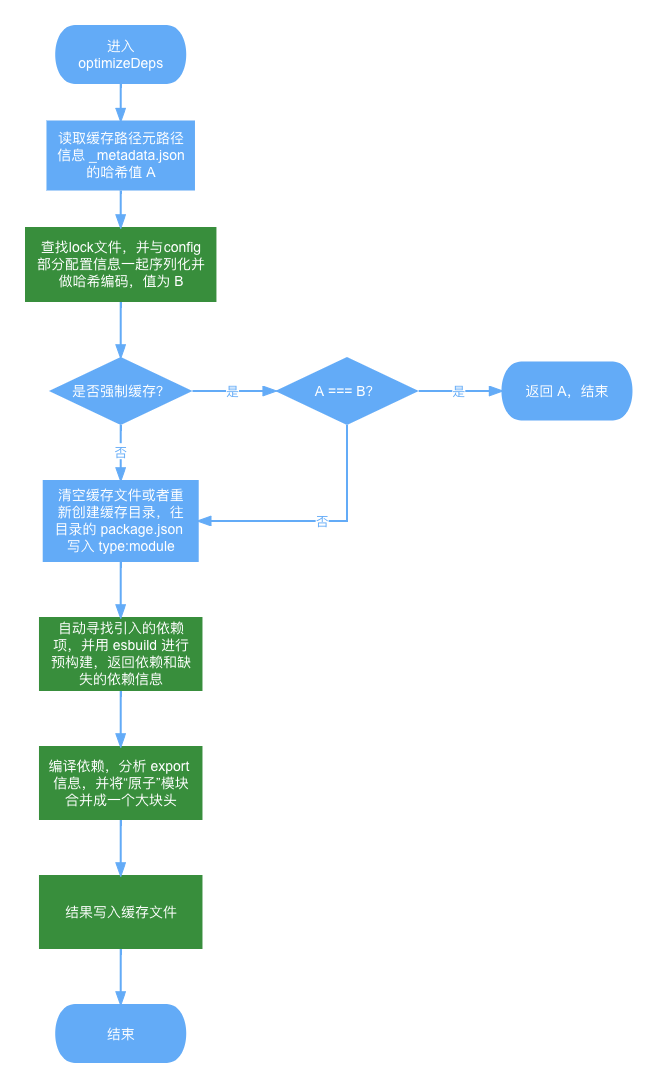 进入
optimizeDeps
读取缓存路径元路径
信息 _metadata.json
的哈希值 A
查找lock文件，并与config
部分配置信息一起序列化并
做哈希编码，值为 B
是否强制缓存?
是
A === B?
是
返回 A，结束
否
清空缓存文件或者重
新创建缓存目录，往
目录的 package.json
写入 type:module
否
自动寻找引入的依赖
项，并用 esbuild 进行
预构建，返回依赖和缺
失的依赖信息
编译依赖，分析 export
信息，并将“原子”模块
合并成一个大块头
结果写入缓存文件
结束